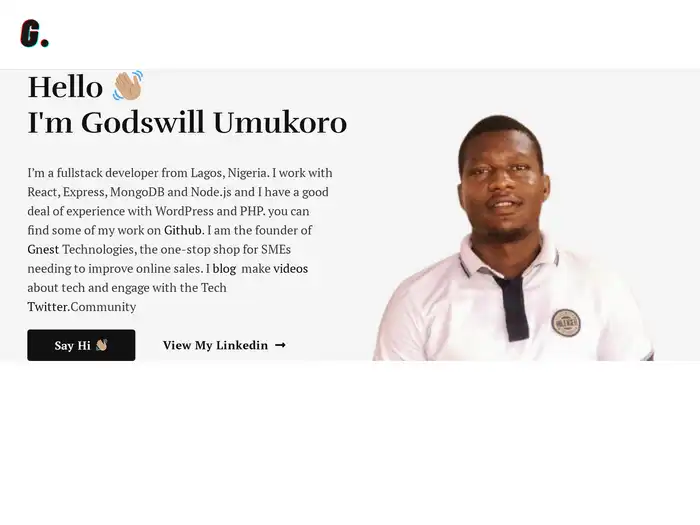 G.
Hello 👋🏼
I'm Godswill Umukoro
I’m a fullstack developer from Lagos, Nigeria. I work with
React, Express, MongoDB and Node.js and I have a good
deal of experience with WordPress and PHP. you can
find some of my work on Github. I am the founder of
Gnest Technologies, the one-stop shop for SMEs
needing to improve online sales. I blog make videos
about tech and engage with the Tech
Twitter.Community
Say Hi 👋🏼 View My Linkedin →